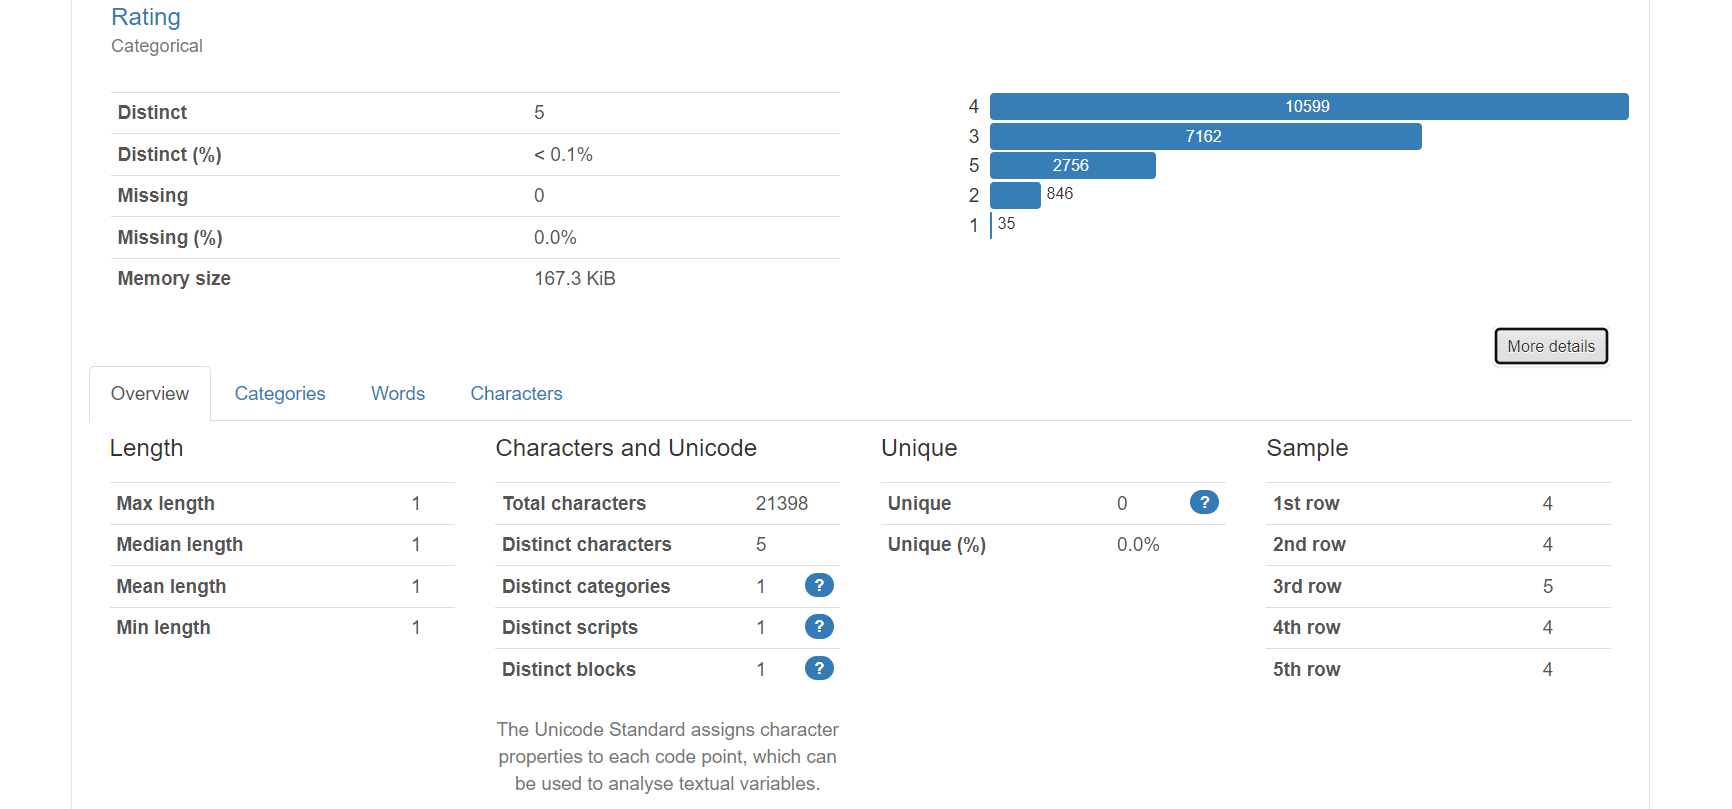 Rating
Categorical
Distinct 5
Distinct (%) < 0.1%
Missing 0
Missing (%) 0.0%
Memory size 167.3 KiB
4 10599
3 7162
5 2756
2 846
1 35
More details
Overview Categories Words Characters
Length
Max length 1
Median length 1
Mean length 1
Min length 1
Characters and Unicode
Total characters 21398
Distinct characters 5
Distinct categories 1 ?
Distinct scripts 1 ?
Distinct blocks 1 ?
The Unicode Standard assigns character
properties to each code point, which can
be used to analyse textual variables.
Unique
Unique 0 ?
Unique (%) 0.0%
Sample
1st row 4
2nd row 4
3rd row 5
4th row 4
5th row 4